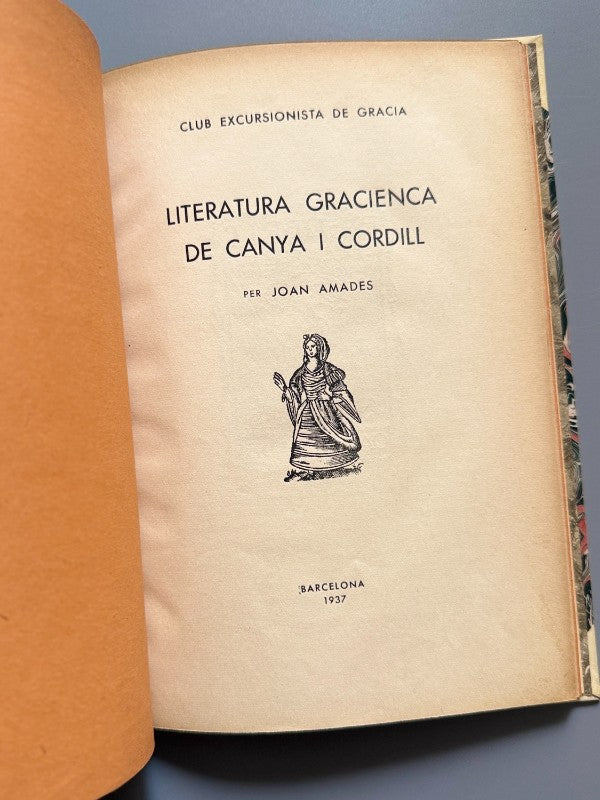 CLUB EXCURSIONISTA DE GRACIA
LITERATURA GRACIENCA
DE CANYA I CORDILL
PER JOAN AMADES
BARCELONA
1937